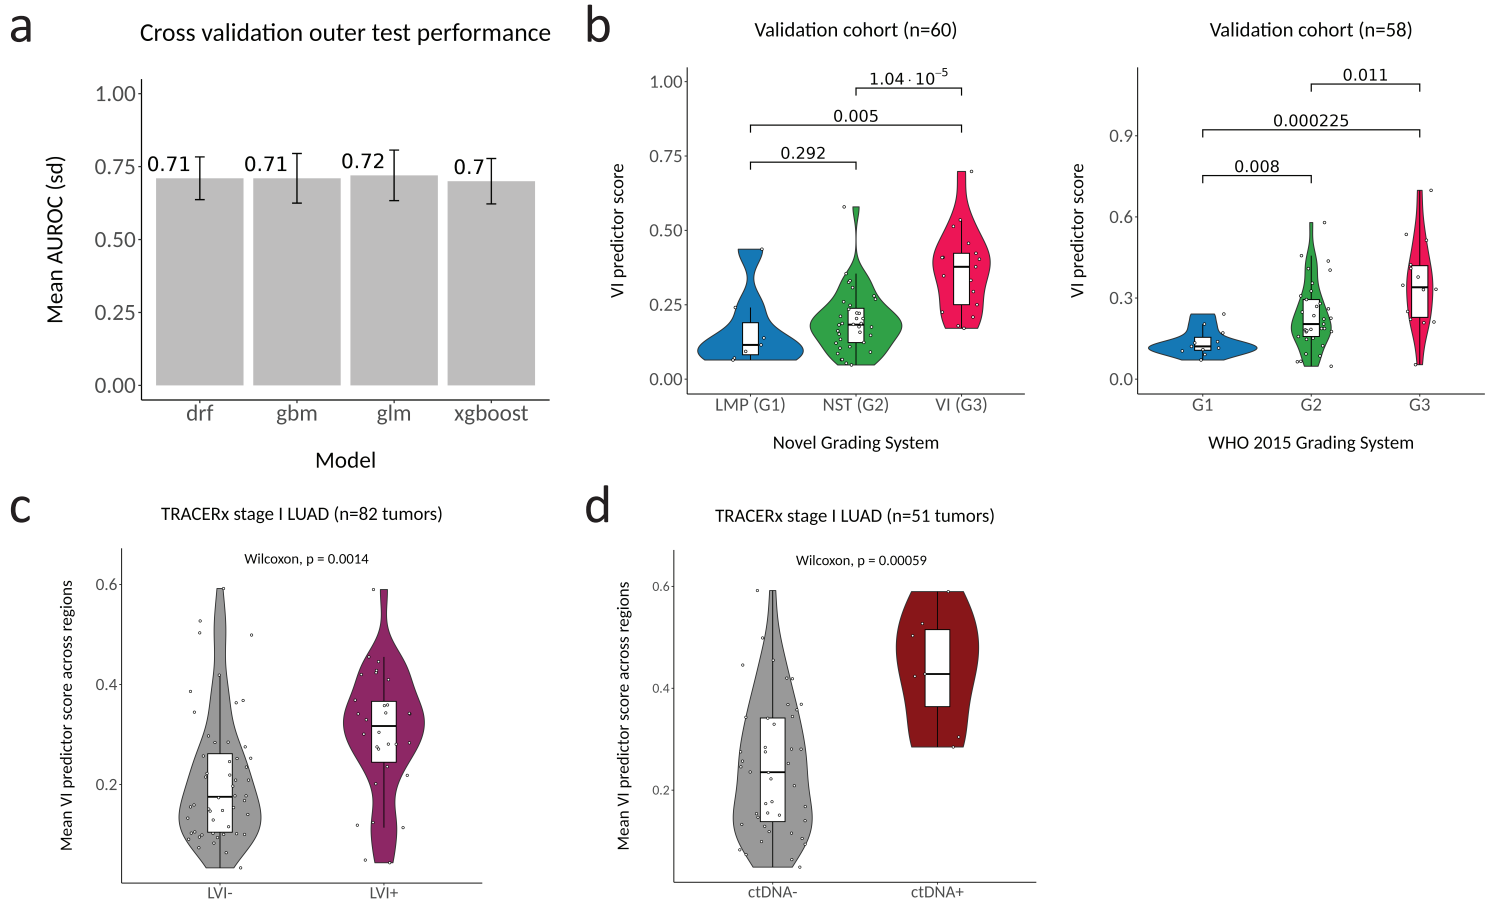 a
Cross validation outer test performance
Mean AUROC (sd)
1.00
0.75
0.50
0.25
0.00
0.71
0.71
0.72
0.7
drf gbm glm xgboost
Model
b
Validation cohort (n=60)
VI predictor score
1.00
0.75
0.50
0.25
0.00
1.04 · 10⁻⁵
0.005
0.292
LMP (G1) NST (G2) VI (G3)
Novel Grading System
Validation cohort (n=58)
VI predictor score
0.9
0.6
0.3
0.0
0.011
0.000225
0.008
G1 G2 G3
WHO 2015 Grading System
c
TRACERx stage I LUAD (n=82 tumors)
Wilcoxon, p = 0.0014
Mean VI predictor score across regions
0.6
0.4
0.2
LVI- LVI+
d
TRACERx stage I LUAD (n=51 tumors)
Wilcoxon, p = 0.00059
Mean VI predictor score across regions
0.6
0.4
0.2
ctDNA- ctDNA+